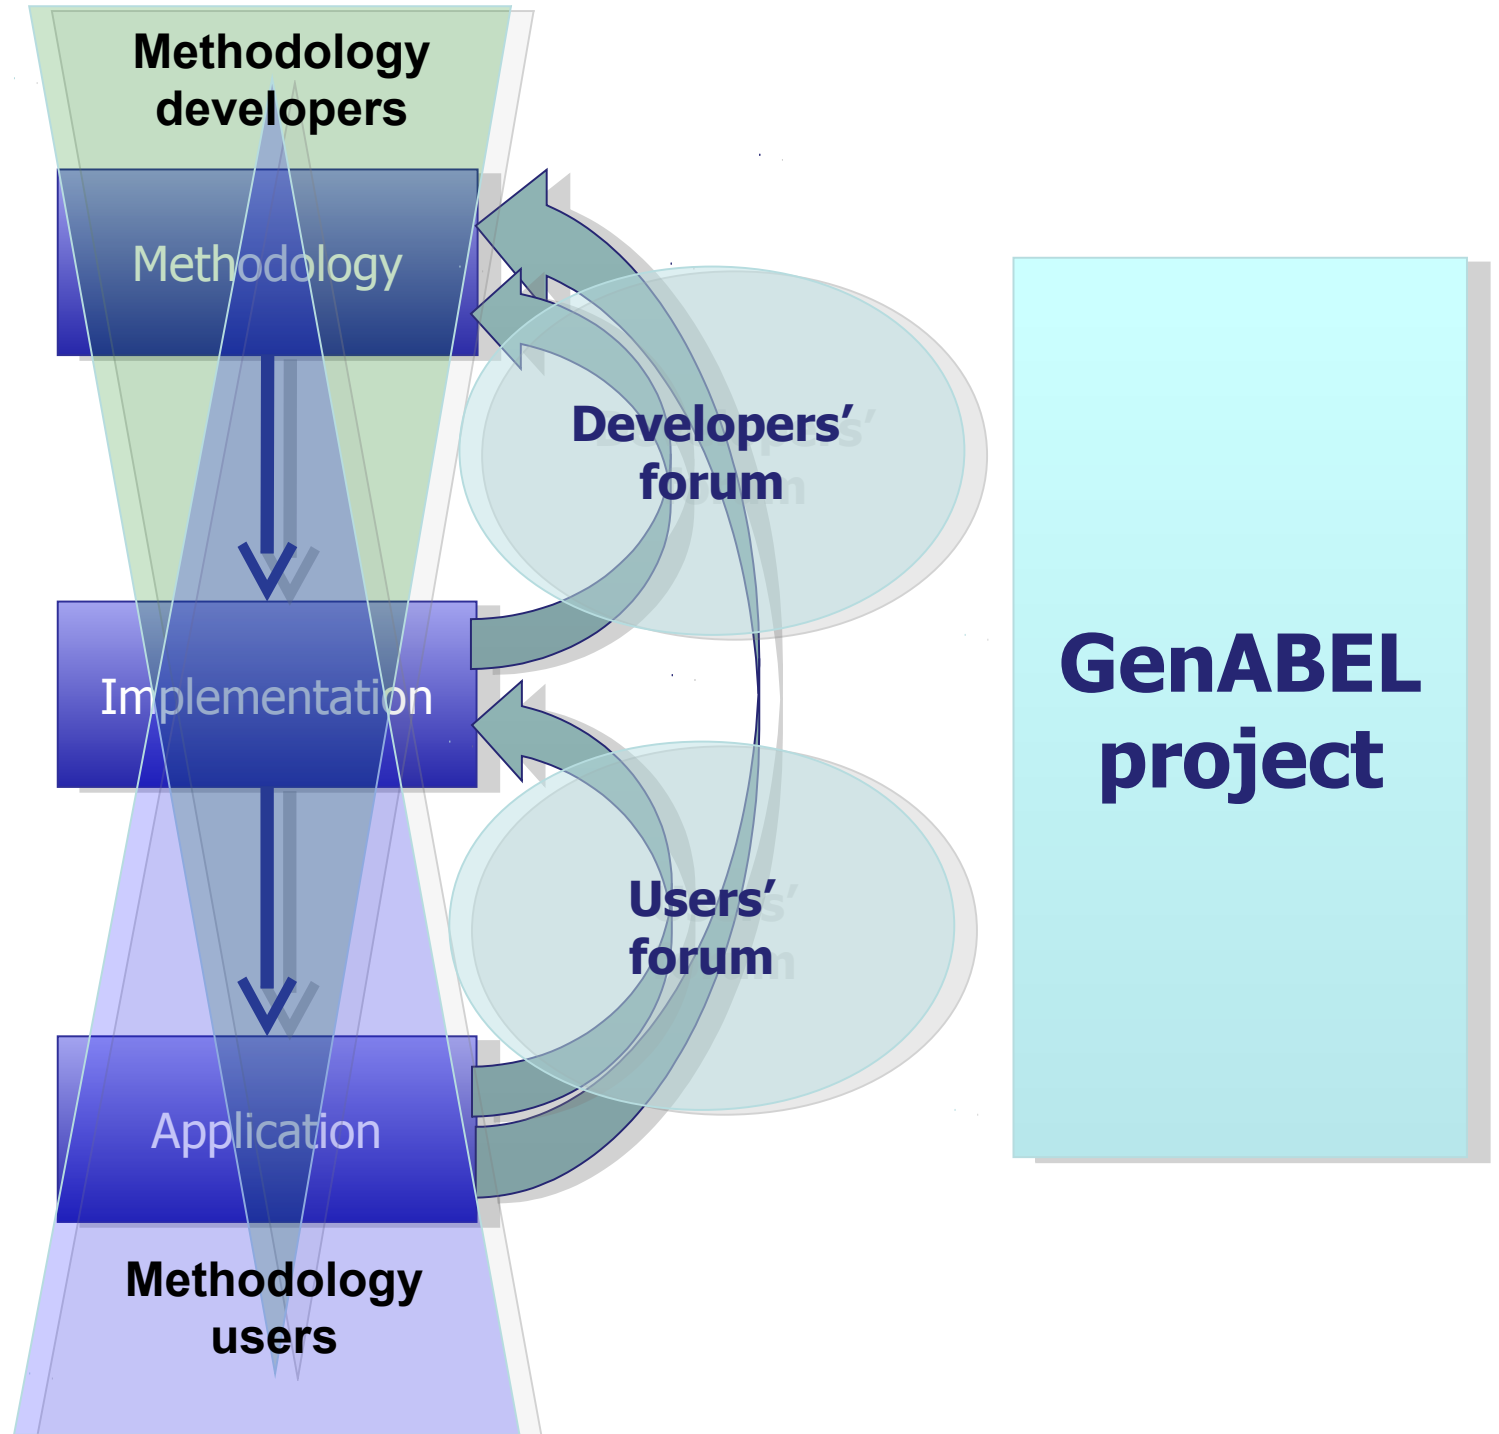 Methodology
developers
Methodology
Developers’
forum
Implementation
GenABEL
project
Users’
forum
Application
Methodology
users